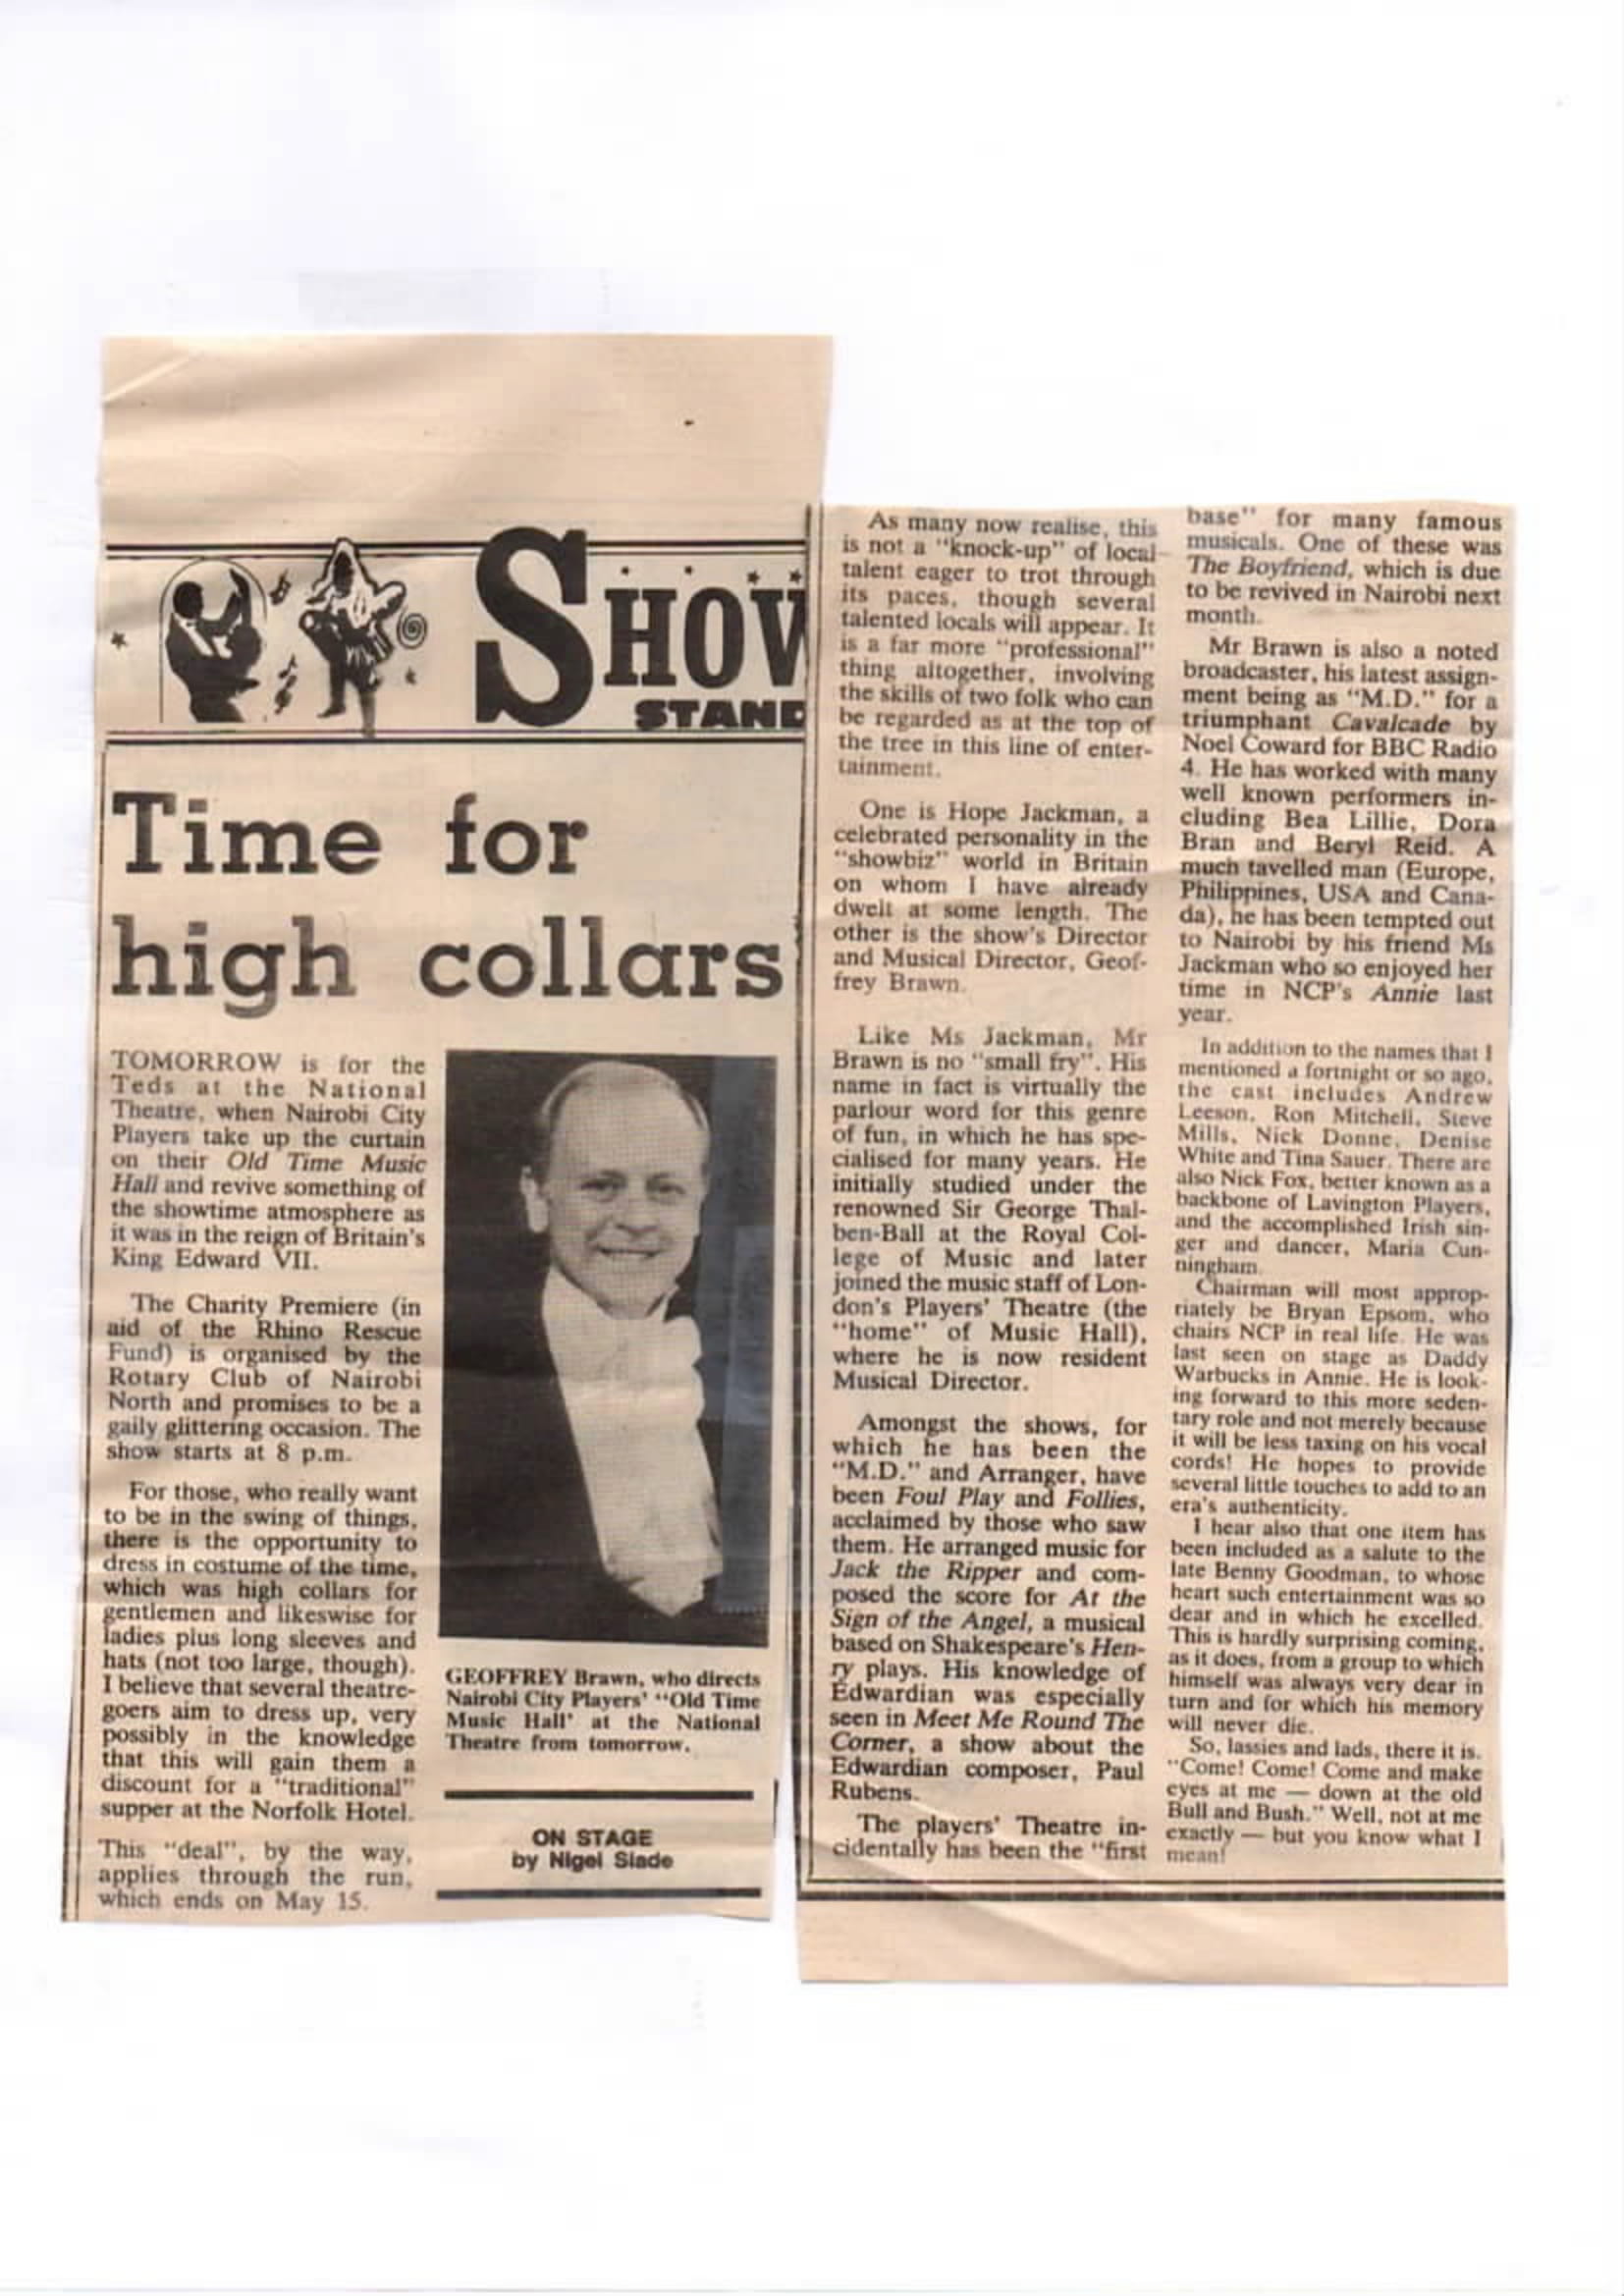 SHOW
STAND
Time for
high collars
TOMORROW is for the
Teds at the National
Theatre, when Nairobi City
Players take up the curtain
on their Old Time Music
Hall and revive something of
the showtime atmosphere as
it was in the reign of Britain's
King Edward VII.
The Charity Premiere (in
aid of the Rhino Rescue
Fund) is organised by the
Rotary Club of Nairobi
North and promises to be a
gaily glittering occasion. The
show starts at 8 p.m.
For those, who really want
to be in the swing of things,
there is the opportunity to
dress in costume of the time,
which was high collars for
gentlemen and likeswise for
ladies plus long sleeves and
hats (not too large, though).
I believe that several theatre-
goers aim to dress up, very
possibly in the knowledge
that this will gain them a
discount for a "traditional"
supper at the Norfolk Hotel.
This "deal", by the way,
applies through the run,
which ends on May 15.
GEOFFREY Brawn, who directs
Nairobi City Players' "Old Time
Music Hall' at the National
Theatre from tomorrow.
ON STAGE
by Nigel Slade
As many now realise, this
is not a "knock-up" of local
talent eager to trot through
its paces, though several
talented locals will appear. It
is a far more "professional"
thing altogether, involving
the skills of two folk who can
be regarded as at the top of
the tree in this line of enter-
tainment.
One is Hope Jackman, a
celebrated personality in the
"showbiz" world in Britain
on whom I have already
dwelt at some length. The
other is the show's Director
and Musical Director, Geof-
frey Brawn.
Like Ms Jackman, Mr
Brawn is no "small fry". His
name in fact is virtually the
parlour word for this genre
of fun, in which he has spe-
cialised for many years. He
initially studied under the
renowned Sir George Thal-
ben-Ball at the Royal Col-
lege of Music and later
joined the music staff of Lon-
don's Players' Theatre (the
"home" of Music Hall),
where he is now resident
Musical Director.
Amongst the shows, for
which he has been the
"M.D." and Arranger, have
been Foul Play and Follies,
acclaimed by those who saw
them. He arranged music for
Jack the Ripper and com-
posed the score for At the
Sign of the Angel, a musical
based on Shakespeare's Hen-
ry plays. His knowledge of
Edwardian was especially
seen in Meet Me Round The
Corner, a show about the
Edwardian composer, Paul
Rubens.
The players' Theatre in-
cidentally has been the "first
base" for many famous
musicals. One of these was
The Boyfriend, which is due
to be revived in Nairobi next
month.
Mr Brawn is also a noted
broadcaster, his latest assign-
ment being as "M.D." for a
triumphant Cavalcade by
Noel Coward for BBC Radio
4. He has worked with many
well known performers in-
cluding Bea Lillie, Dora
Bran and Beryl Reid. A
much tavelled man (Europe,
Philippines, USA and Cana-
da), he has been tempted out
to Nairobi by his friend Ms
Jackman who so enjoyed her
time in NCP's Annie last
year.
In addition to the names that I
mentioned a fortnight or so ago,
the cast includes Andrew
Leeson, Ron Mitchell, Steve
Mills, Nick Donne, Denise
White and Tina Sauer. There are
also Nick Fox, better known as a
backbone of Lavington Players,
and the accomplished Irish sin-
ger and dancer, Maria Cun-
ningham.
Chairman will most approp-
riately be Bryan Epsom, who
chairs NCP in real life. He was
last seen on stage as Daddy
Warbucks in Annie. He is look-
ing forward to this more seden-
tary role and not merely because
it will be less taxing on his vocal
cords! He hopes to provide
several little touches to add to an
era's authenticity.
I hear also that one item has
been included as a salute to the
late Benny Goodman, to whose
heart such entertainment was so
dear and in which he excelled.
This is hardly surprising coming,
as it does, from a group to which
himself was always very dear in
turn and for which his memory
will never die.
So, lassies and lads, there it is.
"Come! Come! Come and make
eyes at me — down at the old
Bull and Bush." Well, not at me
exactly — but you know what I
mean!